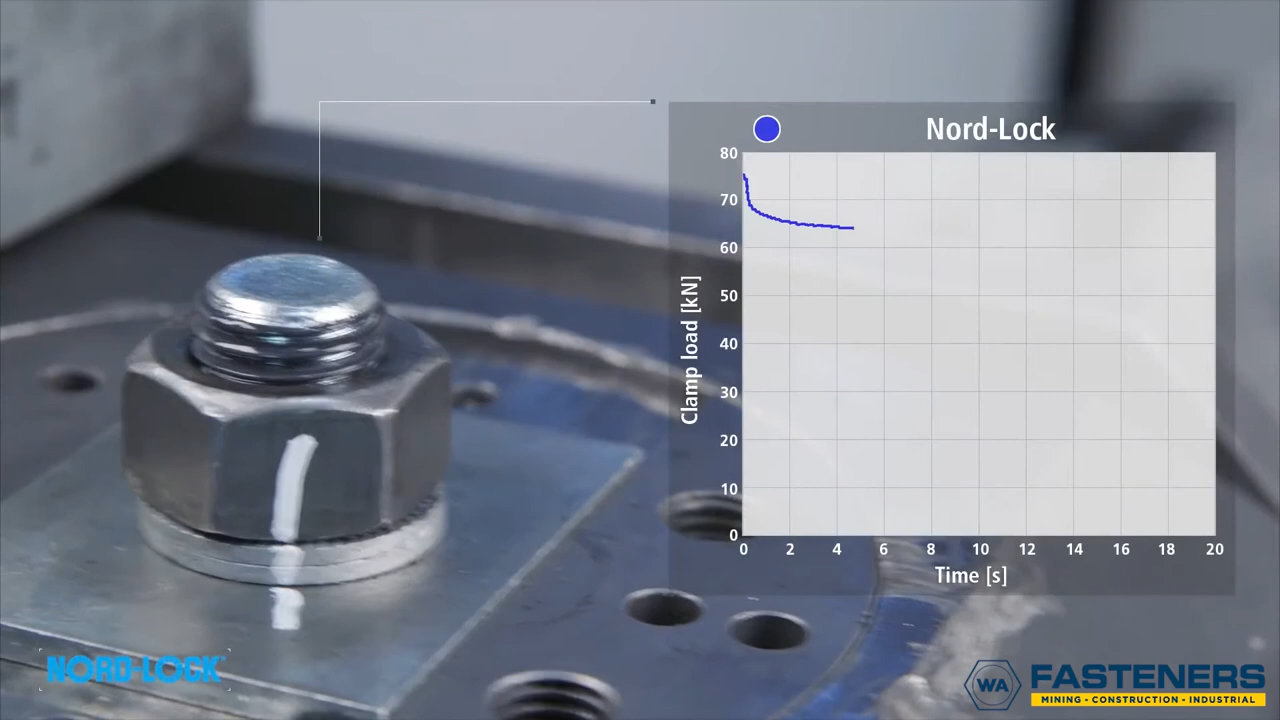 Nord-Lock
80
70
60
50
40
30
20
10
0
Clamp load [kN]
0 2 4 6 8 10 12 14 16 18 20
Time [s]
NORD-LOCK
WA FASTENERS
MINING - CONSTRUCTION - INDUSTRIAL